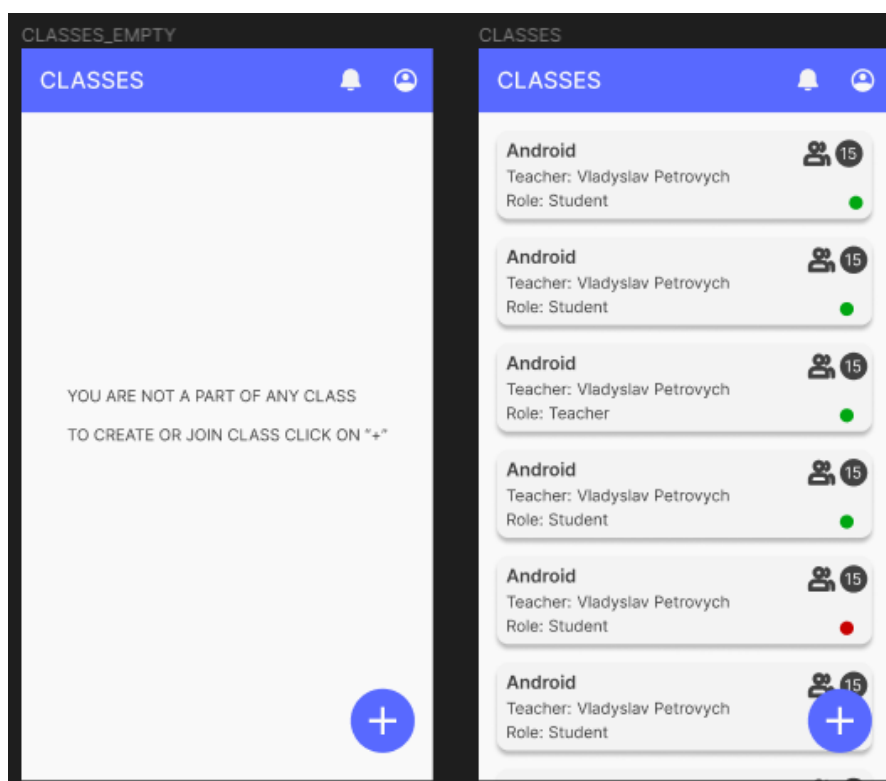 CLASSES_EMPTY
CLASSES
YOU ARE NOT A PART OF ANY CLASS
TO CREATE OR JOIN CLASS CLICK ON "+"
CLASSES
CLASSES
Android
15
Teacher: Vladyslav Petrovych
Role: Student
Android
15
Teacher: Vladyslav Petrovych
Role: Student
Android
15
Teacher: Vladyslav Petrovych
Role: Teacher
Android
15
Teacher: Vladyslav Petrovych
Role: Student
Android
15
Teacher: Vladyslav Petrovych
Role: Student
Android
15
Teacher: Vladyslav Petrovych
Role: Student